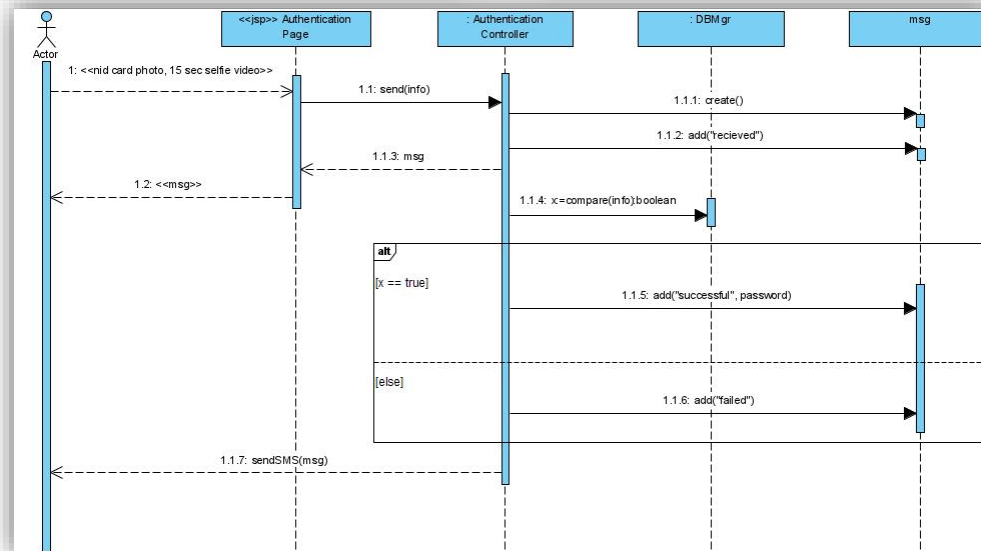 <<jsp>> Authentication
Page
: Authentication
Controller
: DBMgr
msg
Actor
1: <<nid card photo, 15 sec selfie video>>
1.1: send(info)
1.1.1: create()
1.1.2: add("recieved")
1.1.3: msg
1.2: <<msg>>
1.1.4: x:=compare(info):boolean
alt
[x == true]
1.1.5: add("successful", password)
[else]
1.1.6: add("failed")
1.1.7: sendSMS(msg)